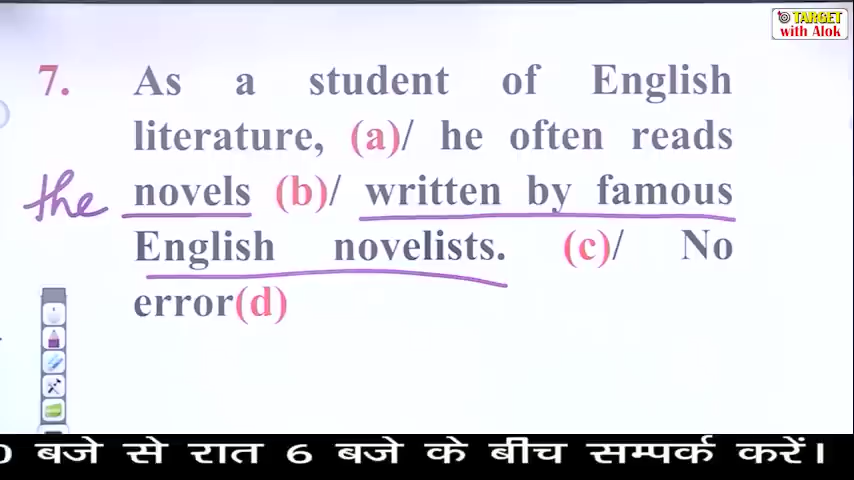 TARGET
with Alok
7. As a student of English
literature, (a)/ he often reads
the novels (b)/ written by famous
English novelists. (c)/ No
error(d)
0 बजे से रात 6 बजे के बीच सम्पर्क करें।